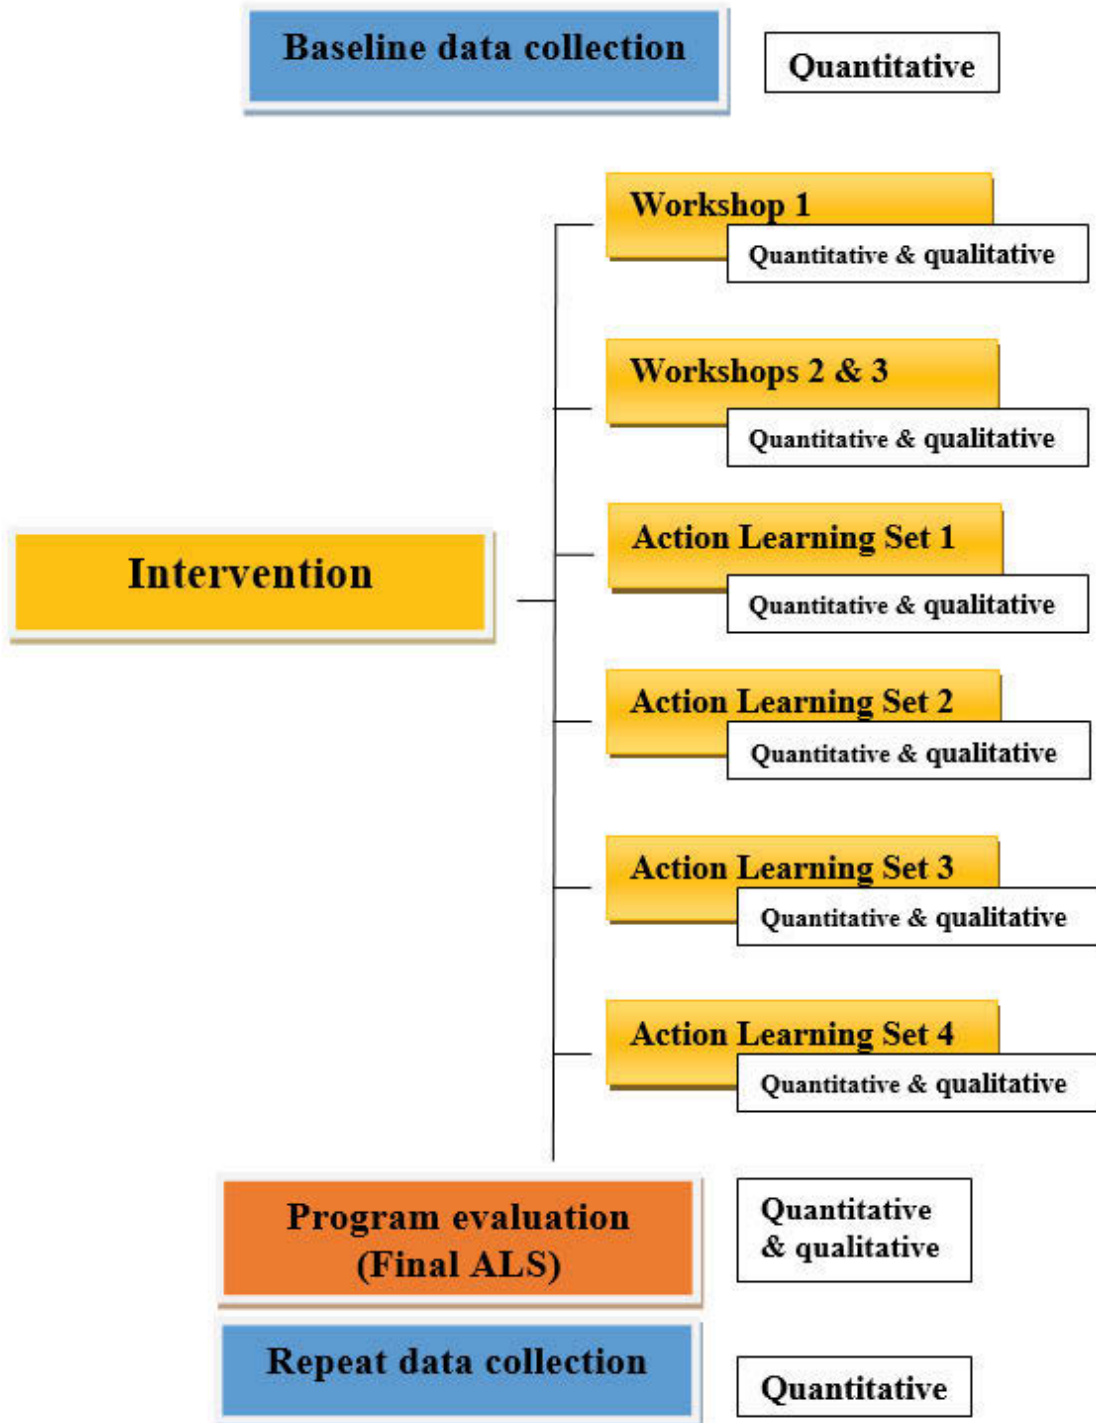 Baseline data collection
Quantitative
Workshop 1
Quantitative & qualitative
Workshops 2 & 3
Quantitative & qualitative
Action Learning Set 1
Quantitative & qualitative
Intervention
Action Learning Set 2
Quantitative & qualitative
Action Learning Set 3
Quantitative & qualitative
Action Learning Set 4
Quantitative & qualitative
Program evaluation
(Final ALS)
Quantitative
& qualitative
Repeat data collection
Quantitative